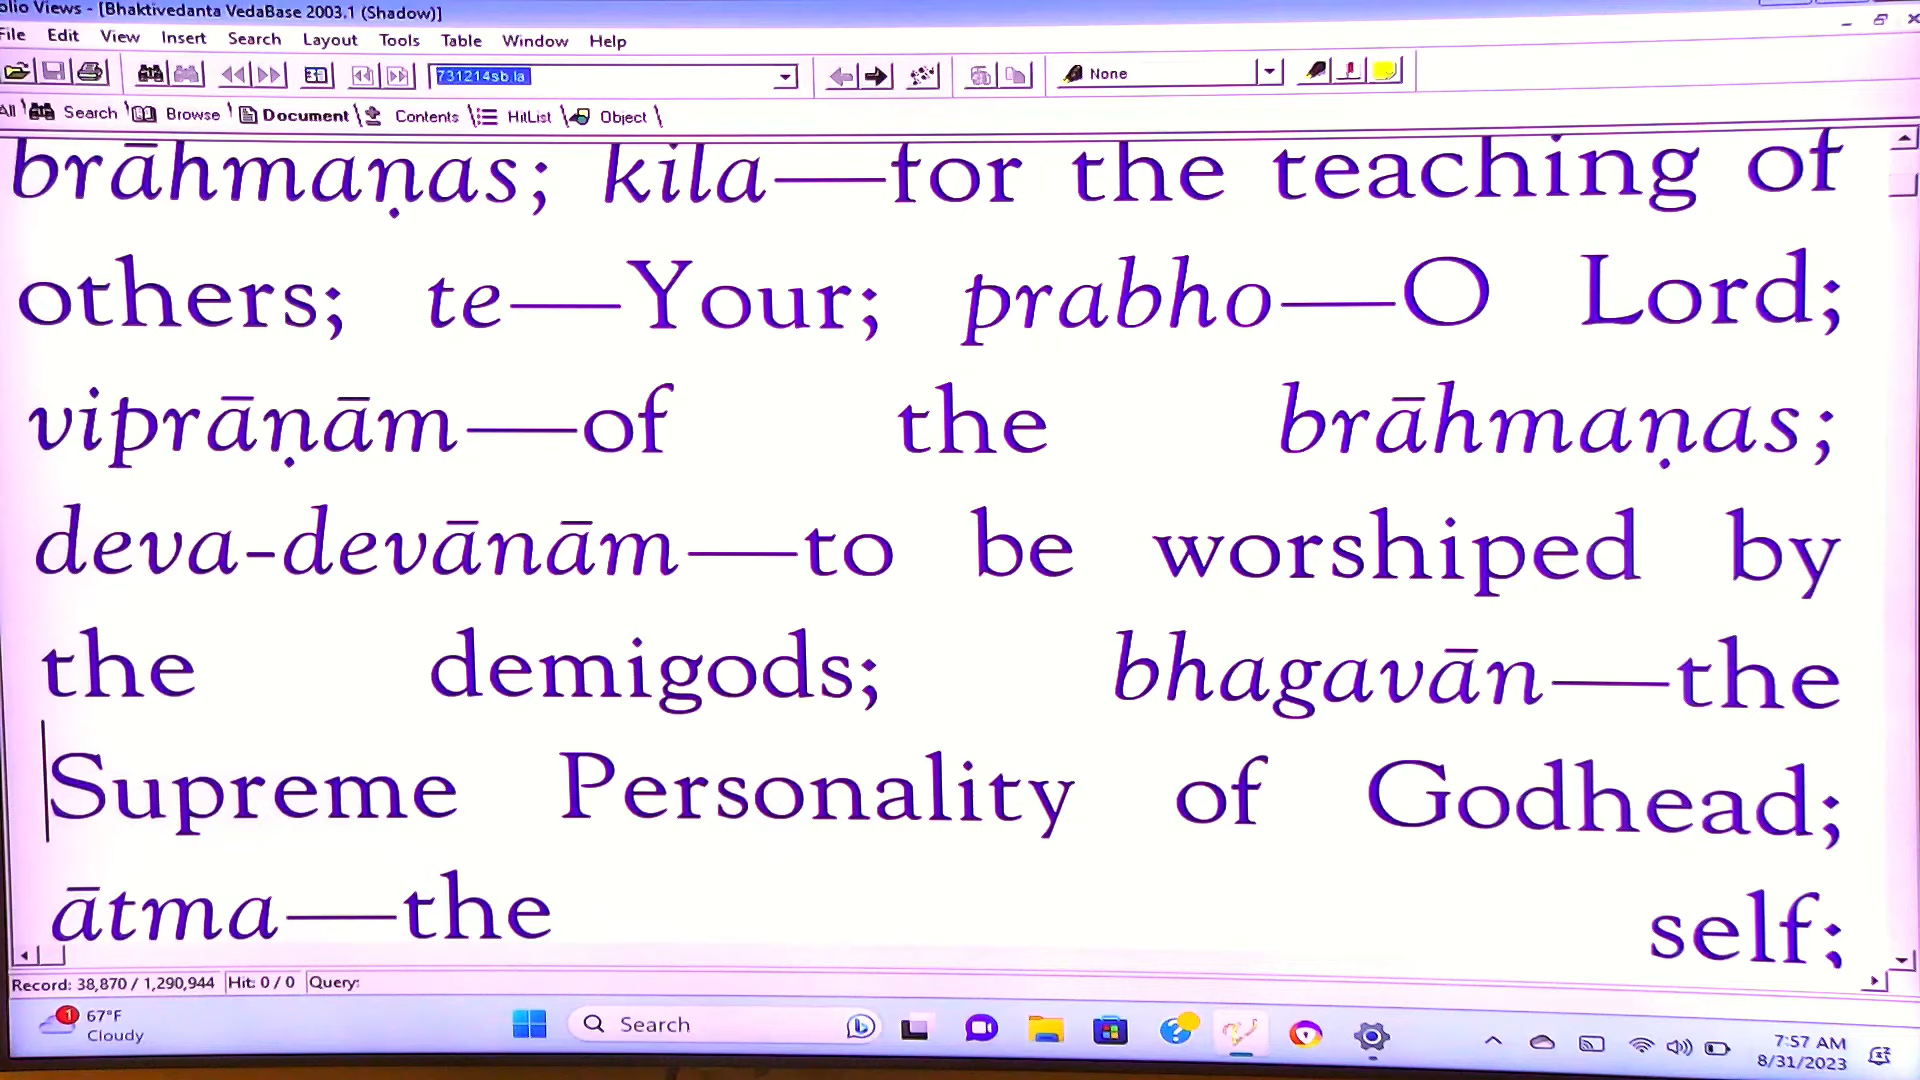 olio Views - [Bhaktivedanta VedaBase 2003.1 (Shadow)]
File Edit View Insert Search Layout Tools Table Window Help
731214sb.la
None
All Search Browse Document Contents HitList Object
brāhmaṇas; kila—for the teaching of
others; te—Your; prabho—O Lord;
viprāṇām—of the brāhmaṇas;
deva-devānām—to be worshiped by
the demigods; bhagavān—the
Supreme Personality of Godhead;
ātma—the self;
Record: 38,870 / 1,290,944 Hit: 0 / 0 Query:
1
67°F
Cloudy
Search
7:57 AM
8/31/2023